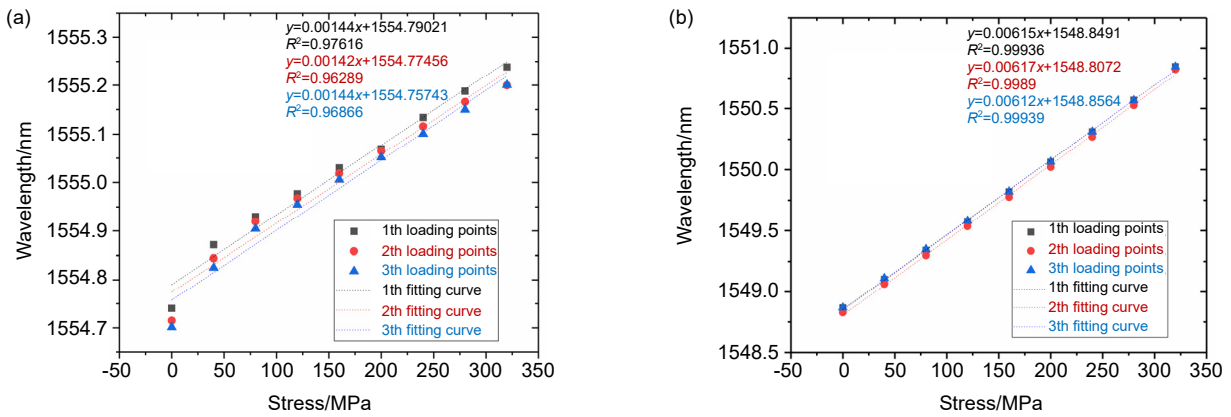 (a)
y=0.00144x+1554.79021
R²=0.97616
y=0.00142x+1554.77456
R²=0.96289
y=0.00144x+1554.75743
R²=0.96866
1555.3
1555.2
1555.1
1555.0
1554.9
1554.8
1554.7
Wavelength/nm
1th loading points
2th loading points
3th loading points
1th fitting curve
2th fitting curve
3th fitting curve
-50 0 50 100 150 200 250 300 350
Stress/MPa
(b)
y=0.00615x+1548.8491
R²=0.99936
y=0.00617x+1548.8072
R²=0.9989
y=0.00612x+1548.8564
R²=0.99939
1551.0
1550.5
1550.0
1549.5
1549.0
1548.5
Wavelength/nm
1th loading points
2th loading points
3th loading points
1th fitting curve
2th fitting curve
3th fitting curve
-50 0 50 100 150 200 250 300 350
Stress/MPa